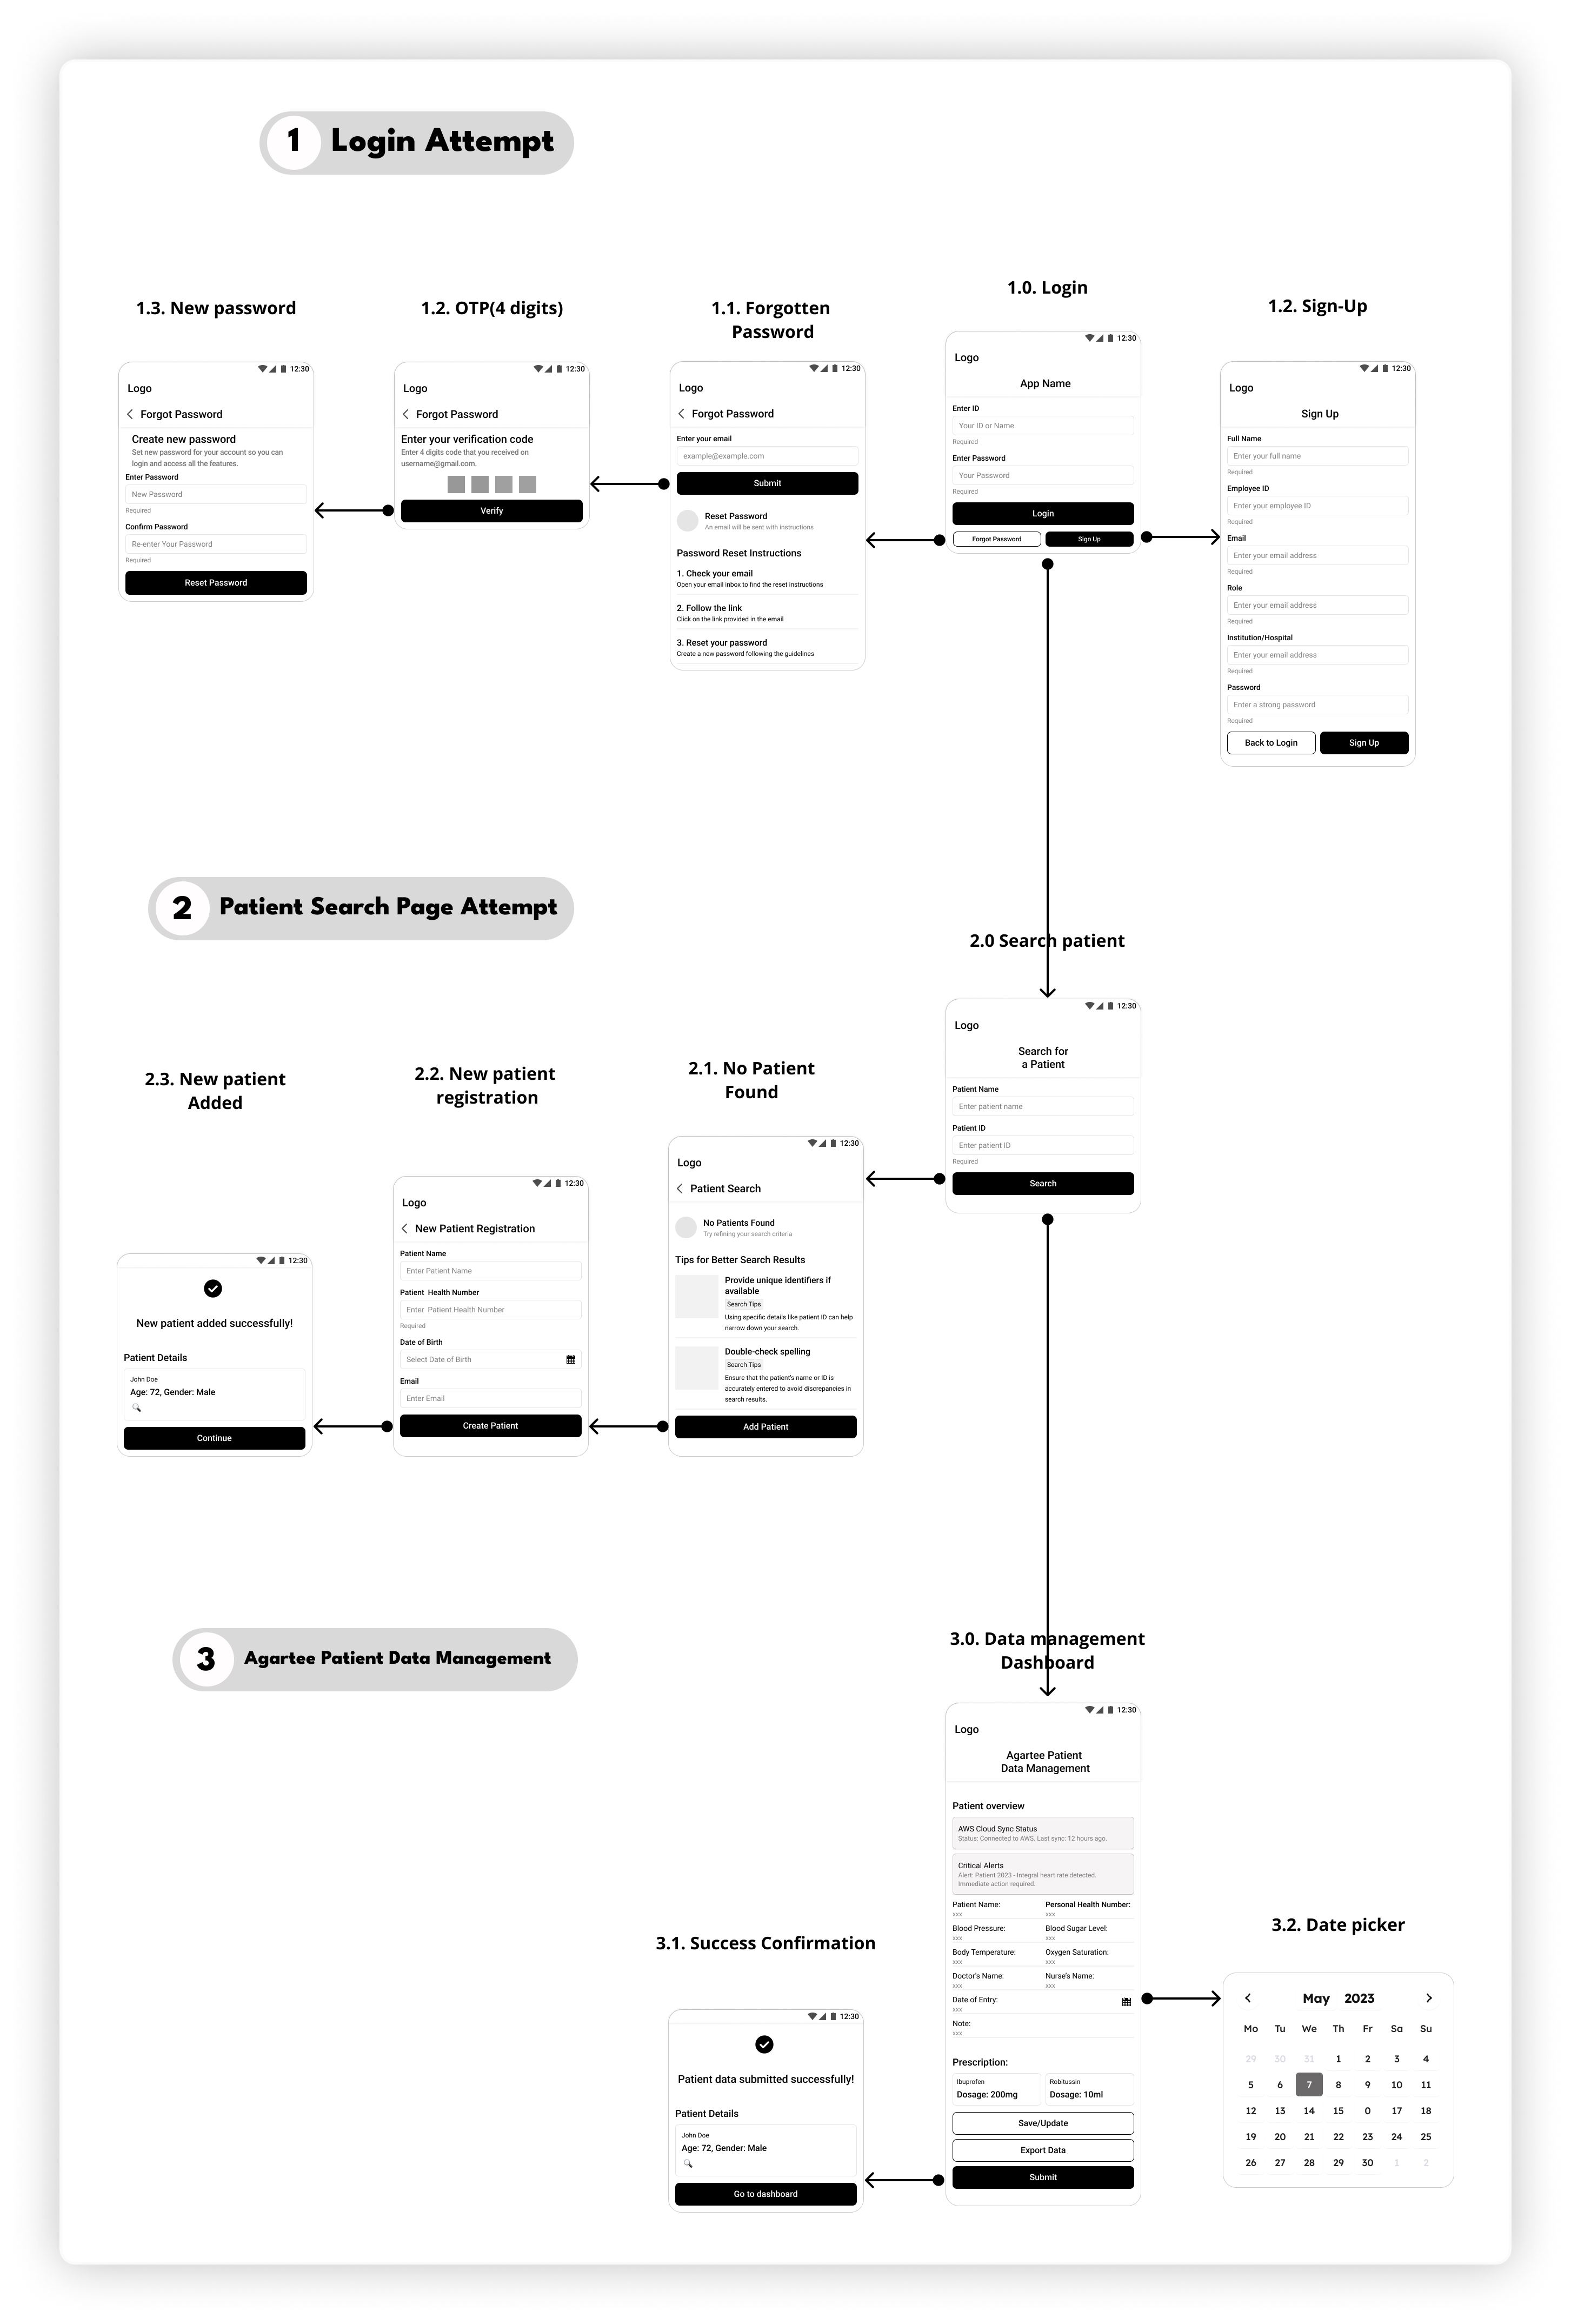 1 Login Attempt
1.3. New password
1.2. OTP(4 digits)
1.1. Forgotten
Password
1.0. Login
1.2. Sign-Up
12:30
Logo
Forgot Password
Create new password
Set new password for your account so you can
login and access all the features.
Enter Password
New Password
Required
Confirm Password
Re-enter Your Password
Required
Reset Password
12:30
Logo
Forgot Password
Enter your verification code
Enter 4 digits code that you received on
username@gmail.com.
Verify
12:30
Logo
Forgot Password
Enter your email
example@example.com
Submit
Reset Password
An email will be sent with instructions
Password Reset Instructions
1. Check your email
Open your email inbox to find the reset instructions
2. Follow the link
Click on the link provided in the email
3. Reset your password
Create a new password following the guidelines
12:30
Logo
App Name
Enter ID
Your ID or Name
Required
Enter Password
Your Password
Required
Login
Forgot Password Sign Up
12:30
Logo
Sign Up
Full Name
Enter your full name
Required
Employee ID
Enter your employee ID
Required
Email
Enter your email address
Required
Role
Enter your email address
Required
Institution/Hospital
Enter your email address
Required
Password
Enter a strong password
Required
Back to Login Sign Up
2 Patient Search Page Attempt
2.0 Search patient
12:30
Logo
Search for
a Patient
Patient Name
Enter patient name
Patient ID
Enter patient ID
Required
Search
2.3. New patient
Added
2.2. New patient
registration
2.1. No Patient
Found
12:30
New patient added successfully!
Patient Details
John Doe
Age: 72, Gender: Male
Continue
12:30
Logo
New Patient Registration
Patient Name
Enter Patient Name
Patient Health Number
Enter Patient Health Number
Required
Date of Birth
Select Date of Birth
Email
Enter Email
Create Patient
12:30
Logo
Patient Search
No Patients Found
Try refining your search criteria
Tips for Better Search Results
Provide unique identifiers if
available
Search Tips
Using specific details like patient ID can help
narrow down your search.
Double-check spelling
Search Tips
Ensure that the patient's name or ID is
accurately entered to avoid discrepancies in
search results.
Add Patient
3 Agartee Patient Data Management
3.0. Data management
Dashboard
12:30
Logo
Agartee Patient
Data Management
Patient overview
AWS Cloud Sync Status
Status: Connected to AWS. Last sync: 12 hours ago.
Critical Alerts
Alert: Patient 2023 - Integral heart rate detected.
Immediate action required.
Patient Name: Personal Health Number:
xxx xxx
Blood Pressure: Blood Sugar Level:
xxx xxx
Body Temperature: Oxygen Saturation:
xxx xxx
Doctor's Name: Nurse's Name:
xxx xxx
Date of Entry:
xxx
Note:
xxx
Prescription:
Ibuprofen Robitussin
Dosage: 200mg Dosage: 10ml
Save/Update
Export Data
Submit
3.1. Success Confirmation
12:30
Patient data submitted successfully!
Patient Details
John Doe
Age: 72, Gender: Male
Go to dashboard
3.2. Date picker
May 2023
Mo Tu We Th Fr Sa Su
29 30 31 1 2 3 4
5 6 7 8 9 10 11
12 13 14 15 0 17 18
19 20 21 22 23 24 25
26 27 28 29 30 1 2